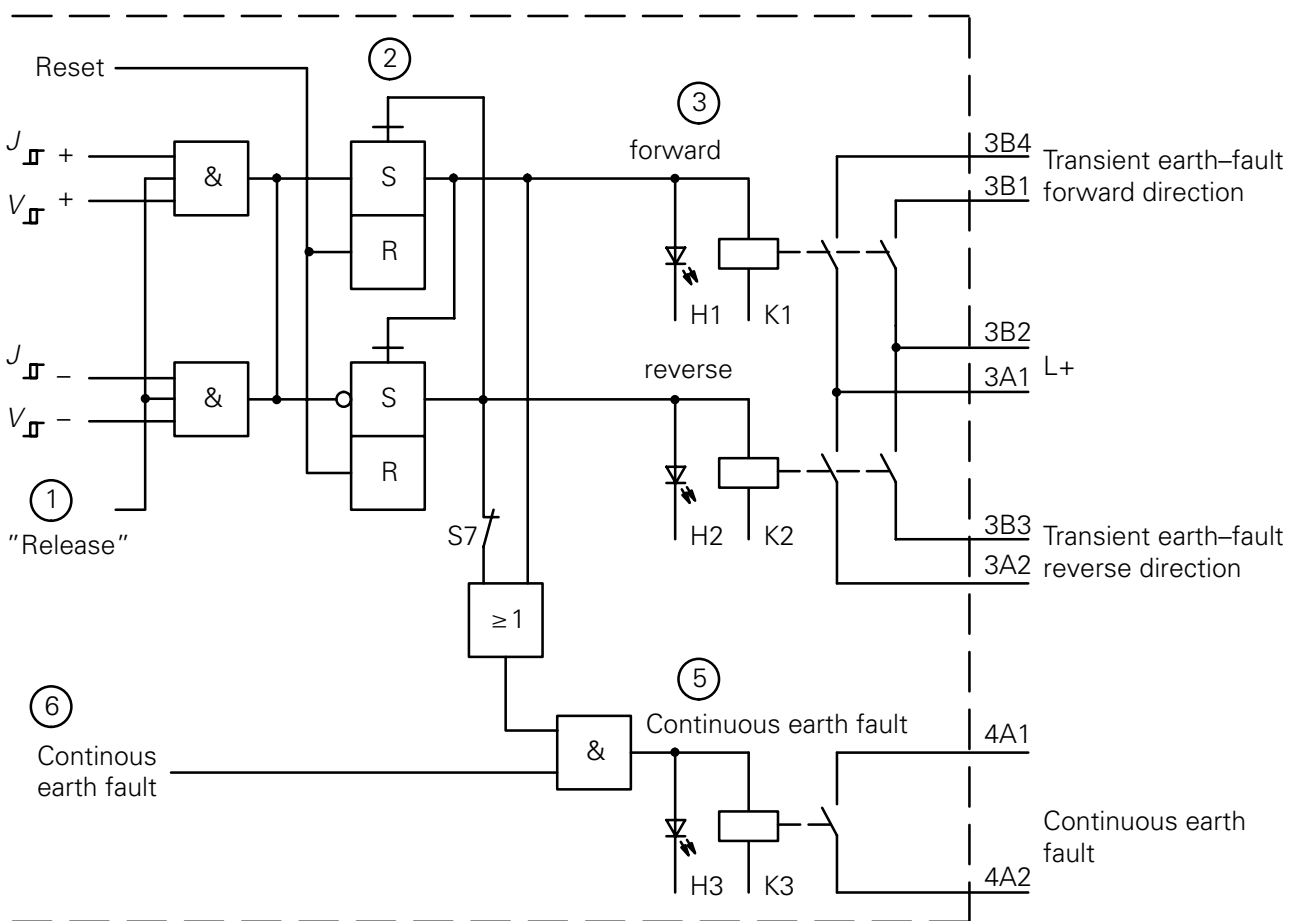 Reset
2
3
J +
V +
&
S
R
forward
H1
K1
3B4
3B1
Transient earth–fault
forward direction
3B2
3A1
L+
J –
V –
&
S
R
reverse
H2
K2
1
"Release"
S7
≥1
3B3
3A2
Transient earth–fault
reverse direction
6
Continous
earth fault
&
5
Continuous earth fault
H3
K3
4A1
4A2
Continuous earth
fault